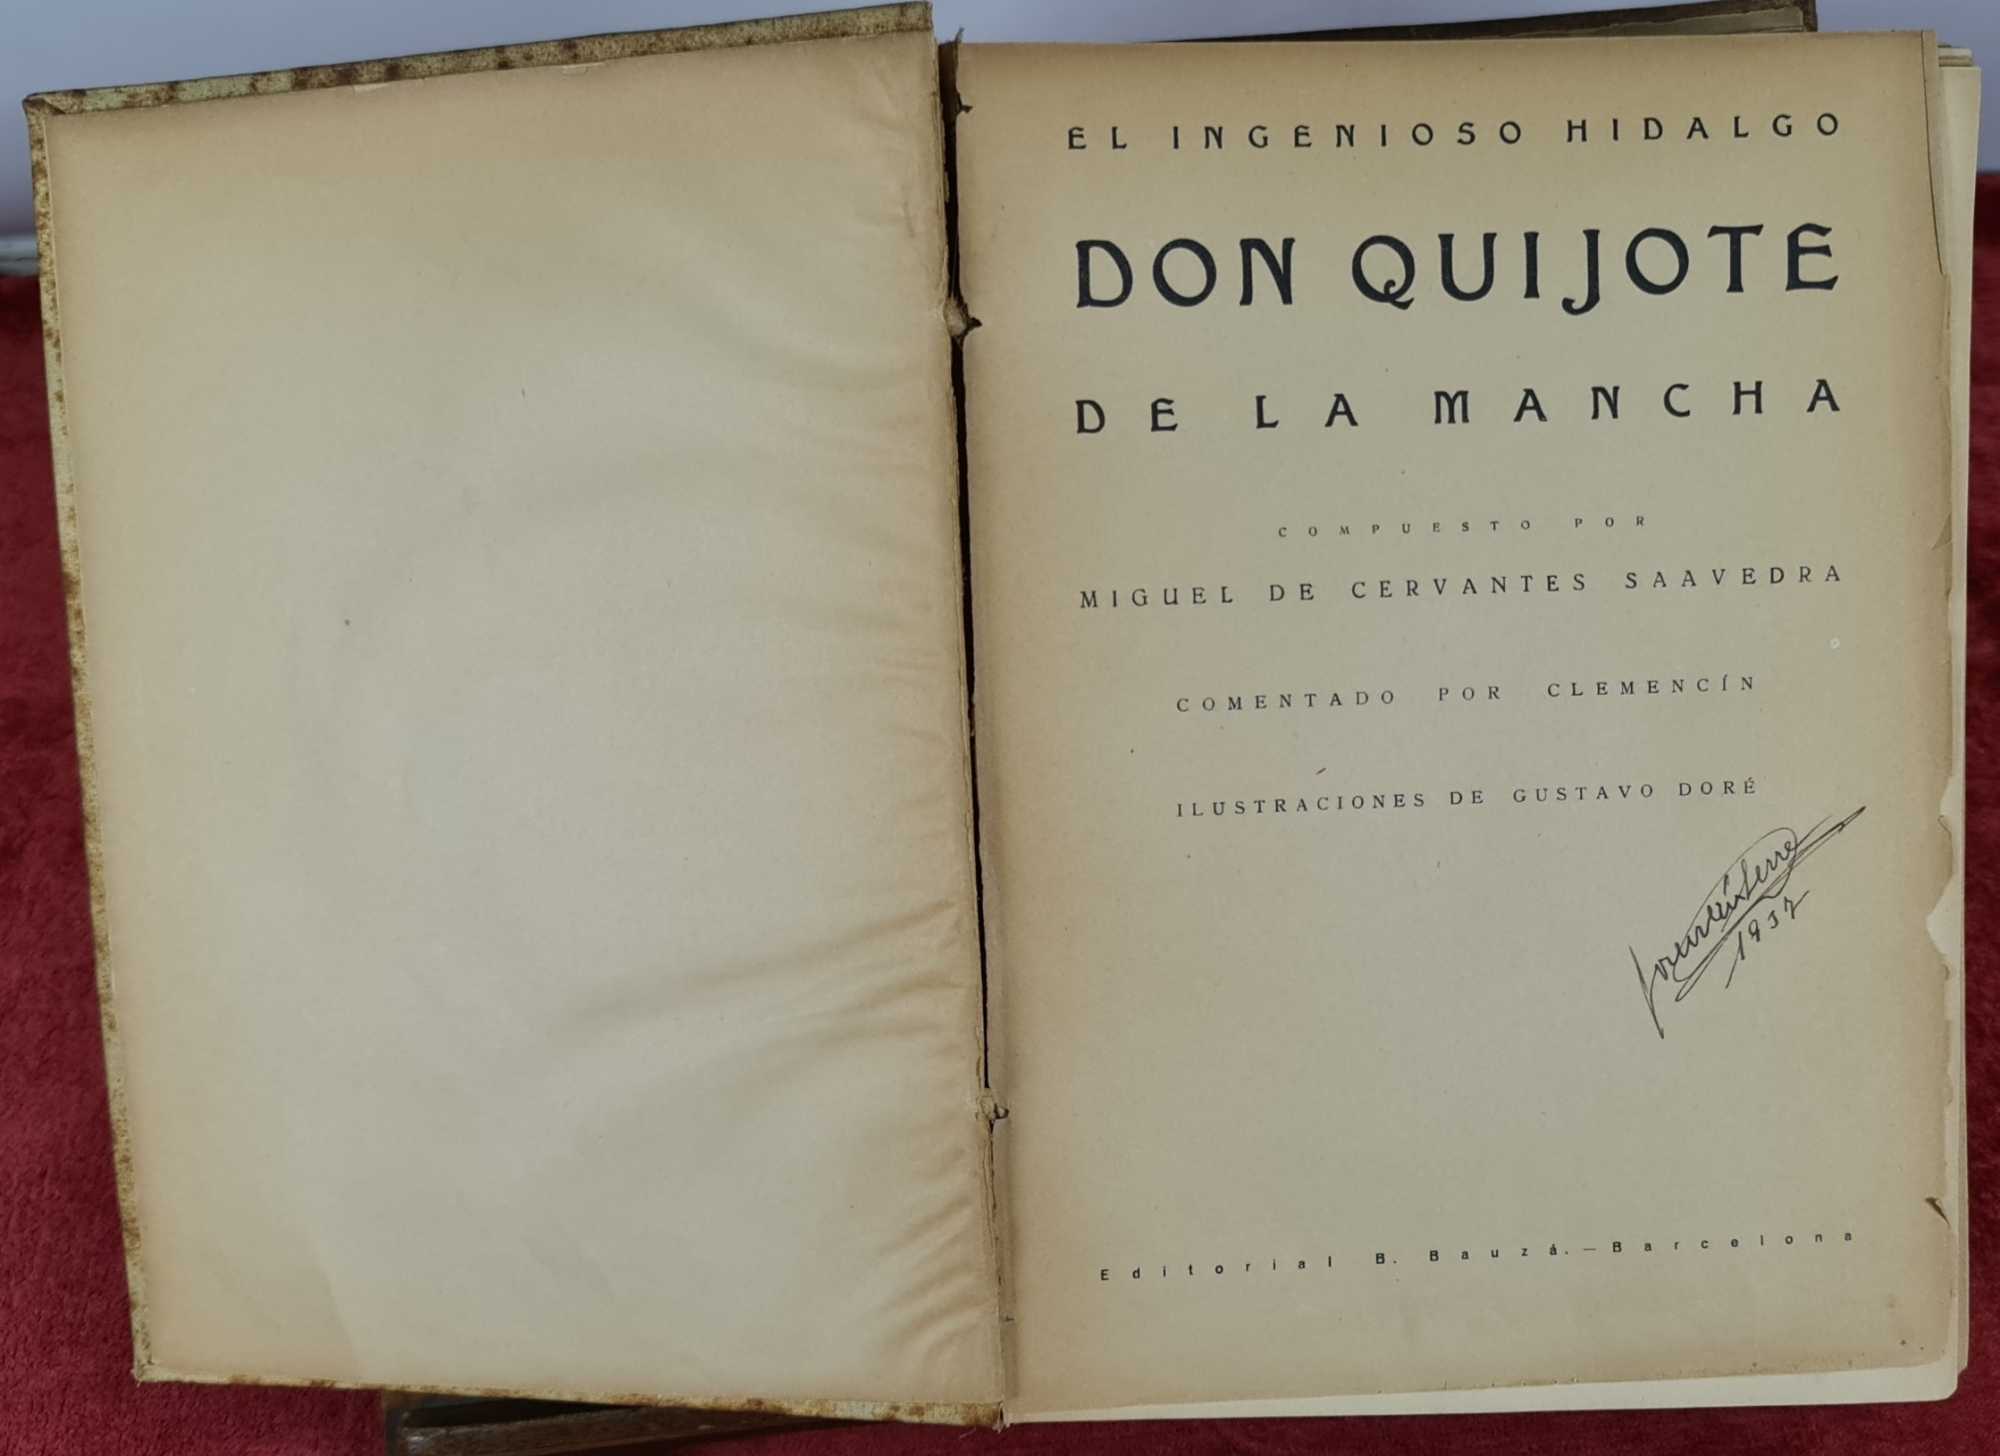 EL INGENIOSO HIDALGO
DON QUIJOTE
DE LA MANCHA
COMPUESTO POR
MIGUEL DE CERVANTES SAAVEDRA
COMENTADO POR CLEMENCÍN
ILUSTRACIONES DE GUSTAVO DORÉ
1937
Editorial B. Bauzá.—Barcelona